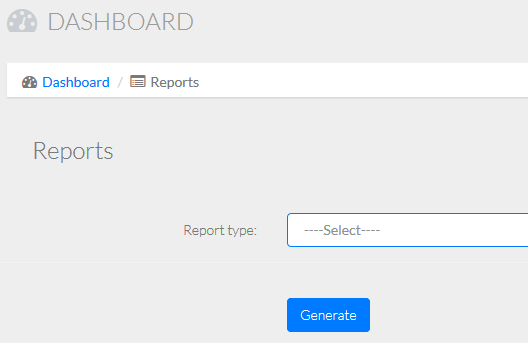 DASHBOARD
Dashboard / Reports
Reports
Report type: ----Select----
Generate